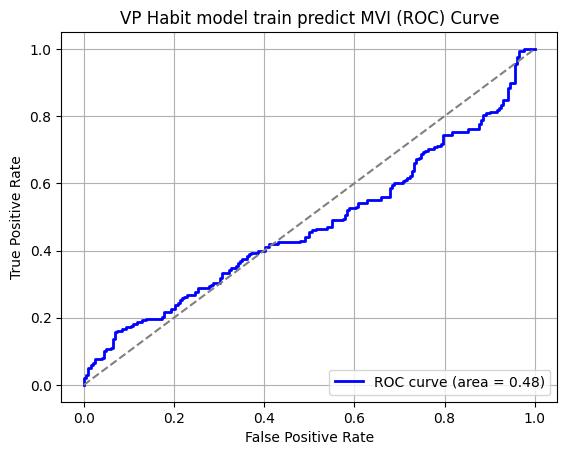 VP Habit model train predict MVI (ROC) Curve
True Positive Rate
1.0
0.8
0.6
0.4
0.2
0.0
ROC curve (area = 0.48)
0.0 0.2 0.4 0.6 0.8 1.0
False Positive Rate